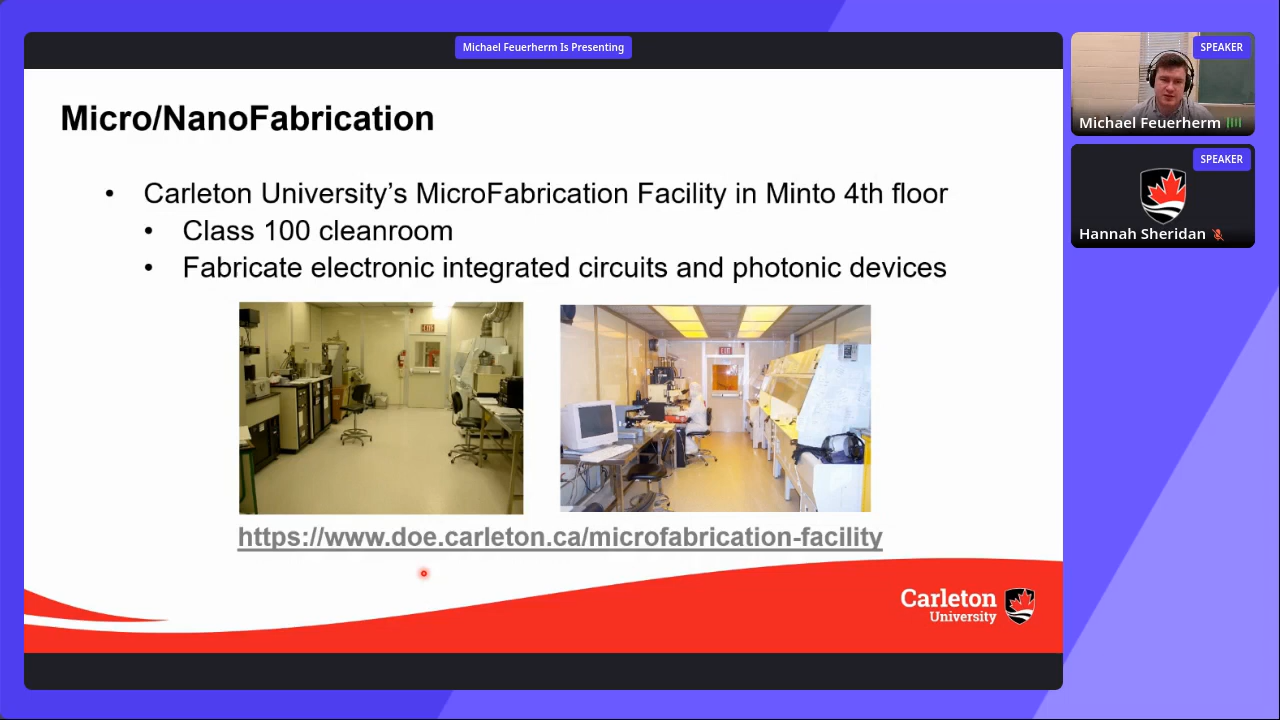 Michael Feuerherm Is Presenting
Micro/NanoFabrication
• Carleton University’s MicroFabrication Facility in Minto 4th floor
• Class 100 cleanroom
• Fabricate electronic integrated circuits and photonic devices
EXIT
EXIT
https://www.doe.carleton.ca/microfabrication-facility
Carleton
University
SPEAKER
Michael Feuerherm
SPEAKER
Hannah Sheridan